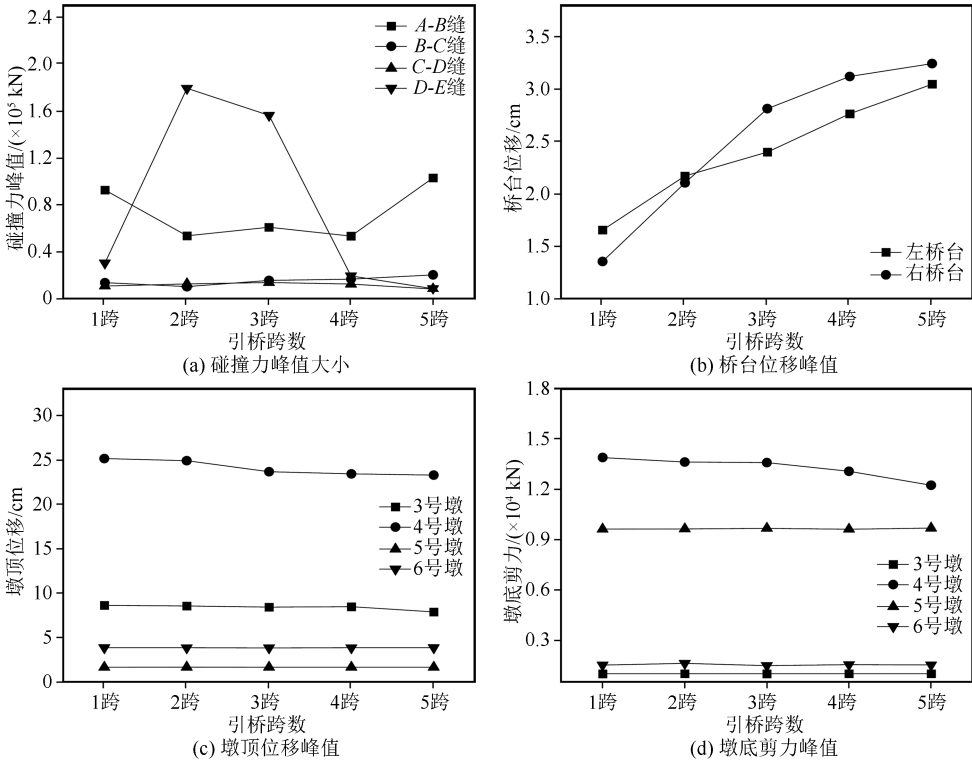 碰撞力峰值/(×10⁵ kN)
2.4
2.0
1.6
1.2
0.8
0.4
0
A-B缝
B-C缝
C-D缝
D-E缝
1跨 2跨 3跨 4跨 5跨
引桥跨数
(a) 碰撞力峰值大小
桥台位移/cm
3.5
3.0
2.5
2.0
1.5
1.0
左桥台
右桥台
1跨 2跨 3跨 4跨 5跨
引桥跨数
(b) 桥台位移峰值
墩顶位移/cm
30
25
20
15
10
5
0
3号墩
4号墩
5号墩
6号墩
1跨 2跨 3跨 4跨 5跨
引桥跨数
(c) 墩顶位移峰值
墩底剪力/(×10⁴ kN)
1.8
1.5
1.2
0.9
0.6
0.3
3号墩
4号墩
5号墩
6号墩
1跨 2跨 3跨 4跨 5跨
引桥跨数
(d) 墩底剪力峰值